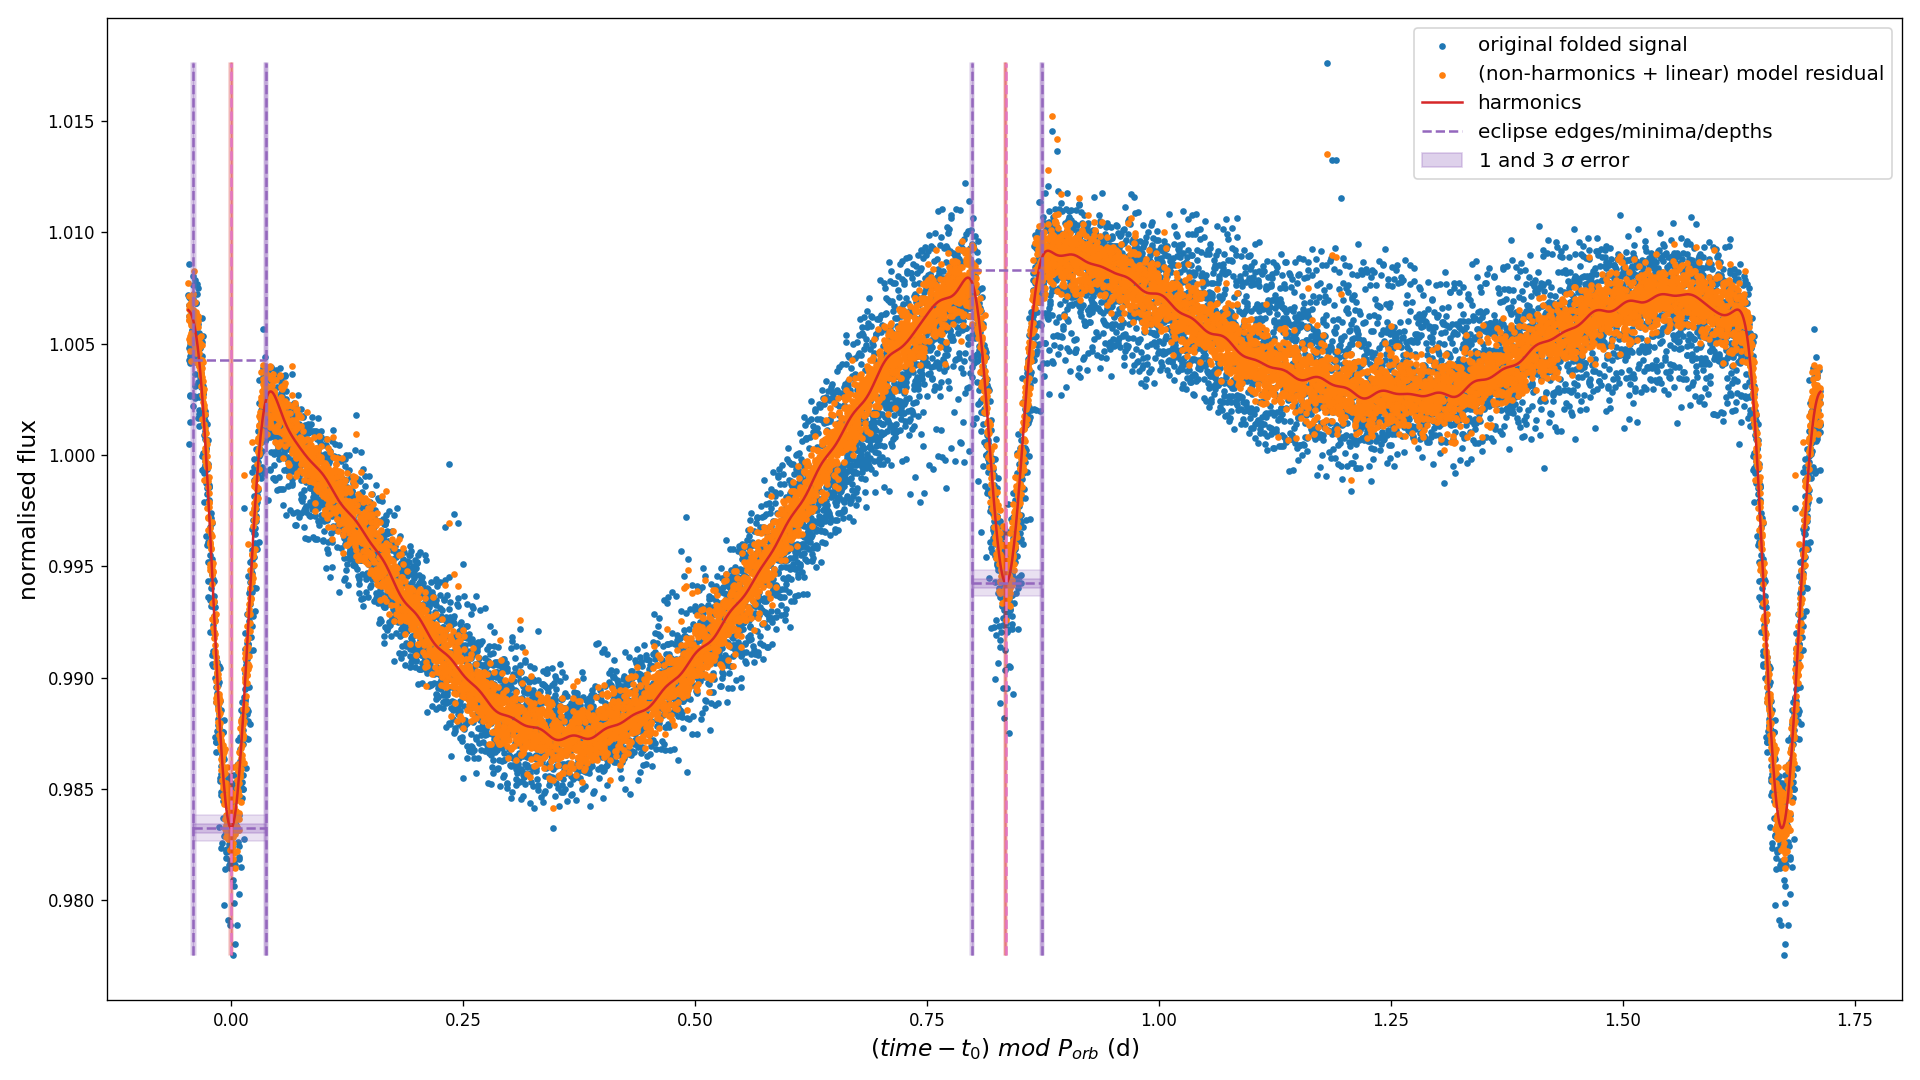 original folded signal
(non-harmonics + linear) model residual
harmonics
eclipse edges/minima/depths
1 and 3 σ error
normalised flux
1.015
1.010
1.005
1.000
0.995
0.990
0.985
0.980
0.00 0.25 0.50 0.75 1.00 1.25 1.50 1.75
(time − t₀) mod Pₒᵣb (d)